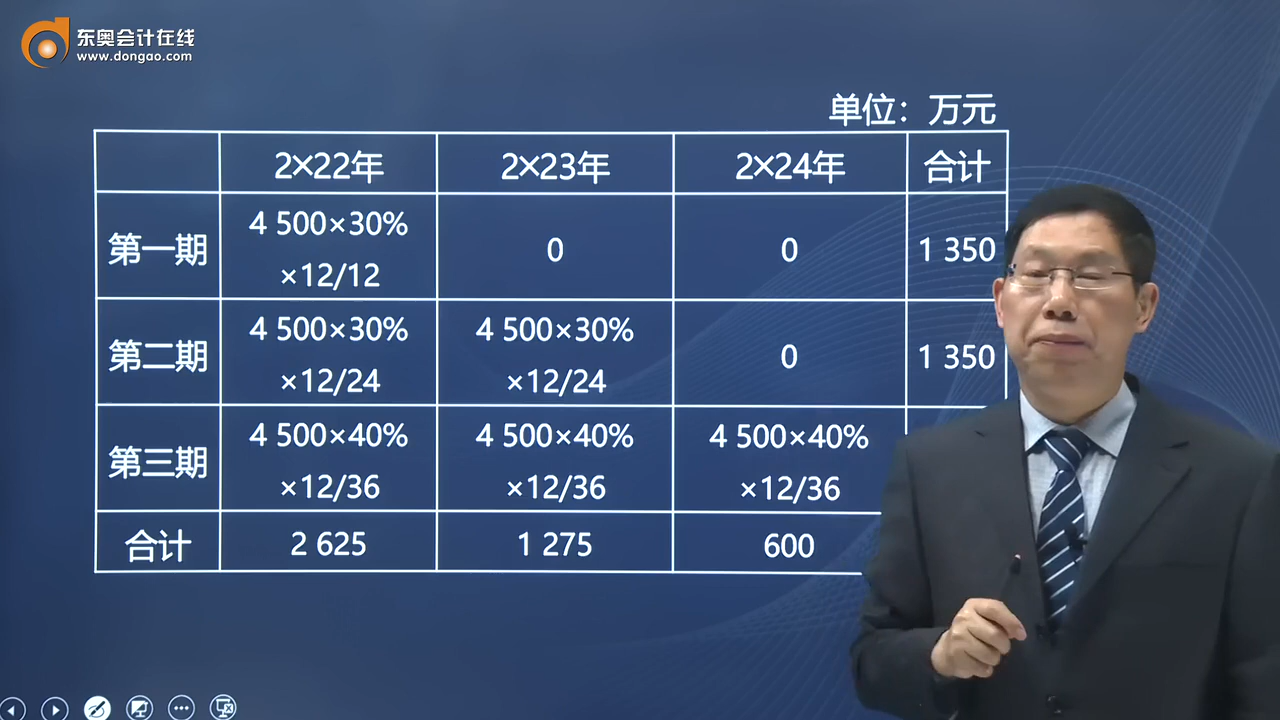 东奥会计在线
www.dongao.com
单位：万元
2×22年 2×23年 2×24年 合计
第一期 4 500×30%×12/12 0 0 1 350
第二期 4 500×30%×12/24 4 500×30%×12/24 0 1 350
第三期 4 500×40%×12/36 4 500×40%×12/36 4 500×40%×12/36
合计 2 625 1 275 600